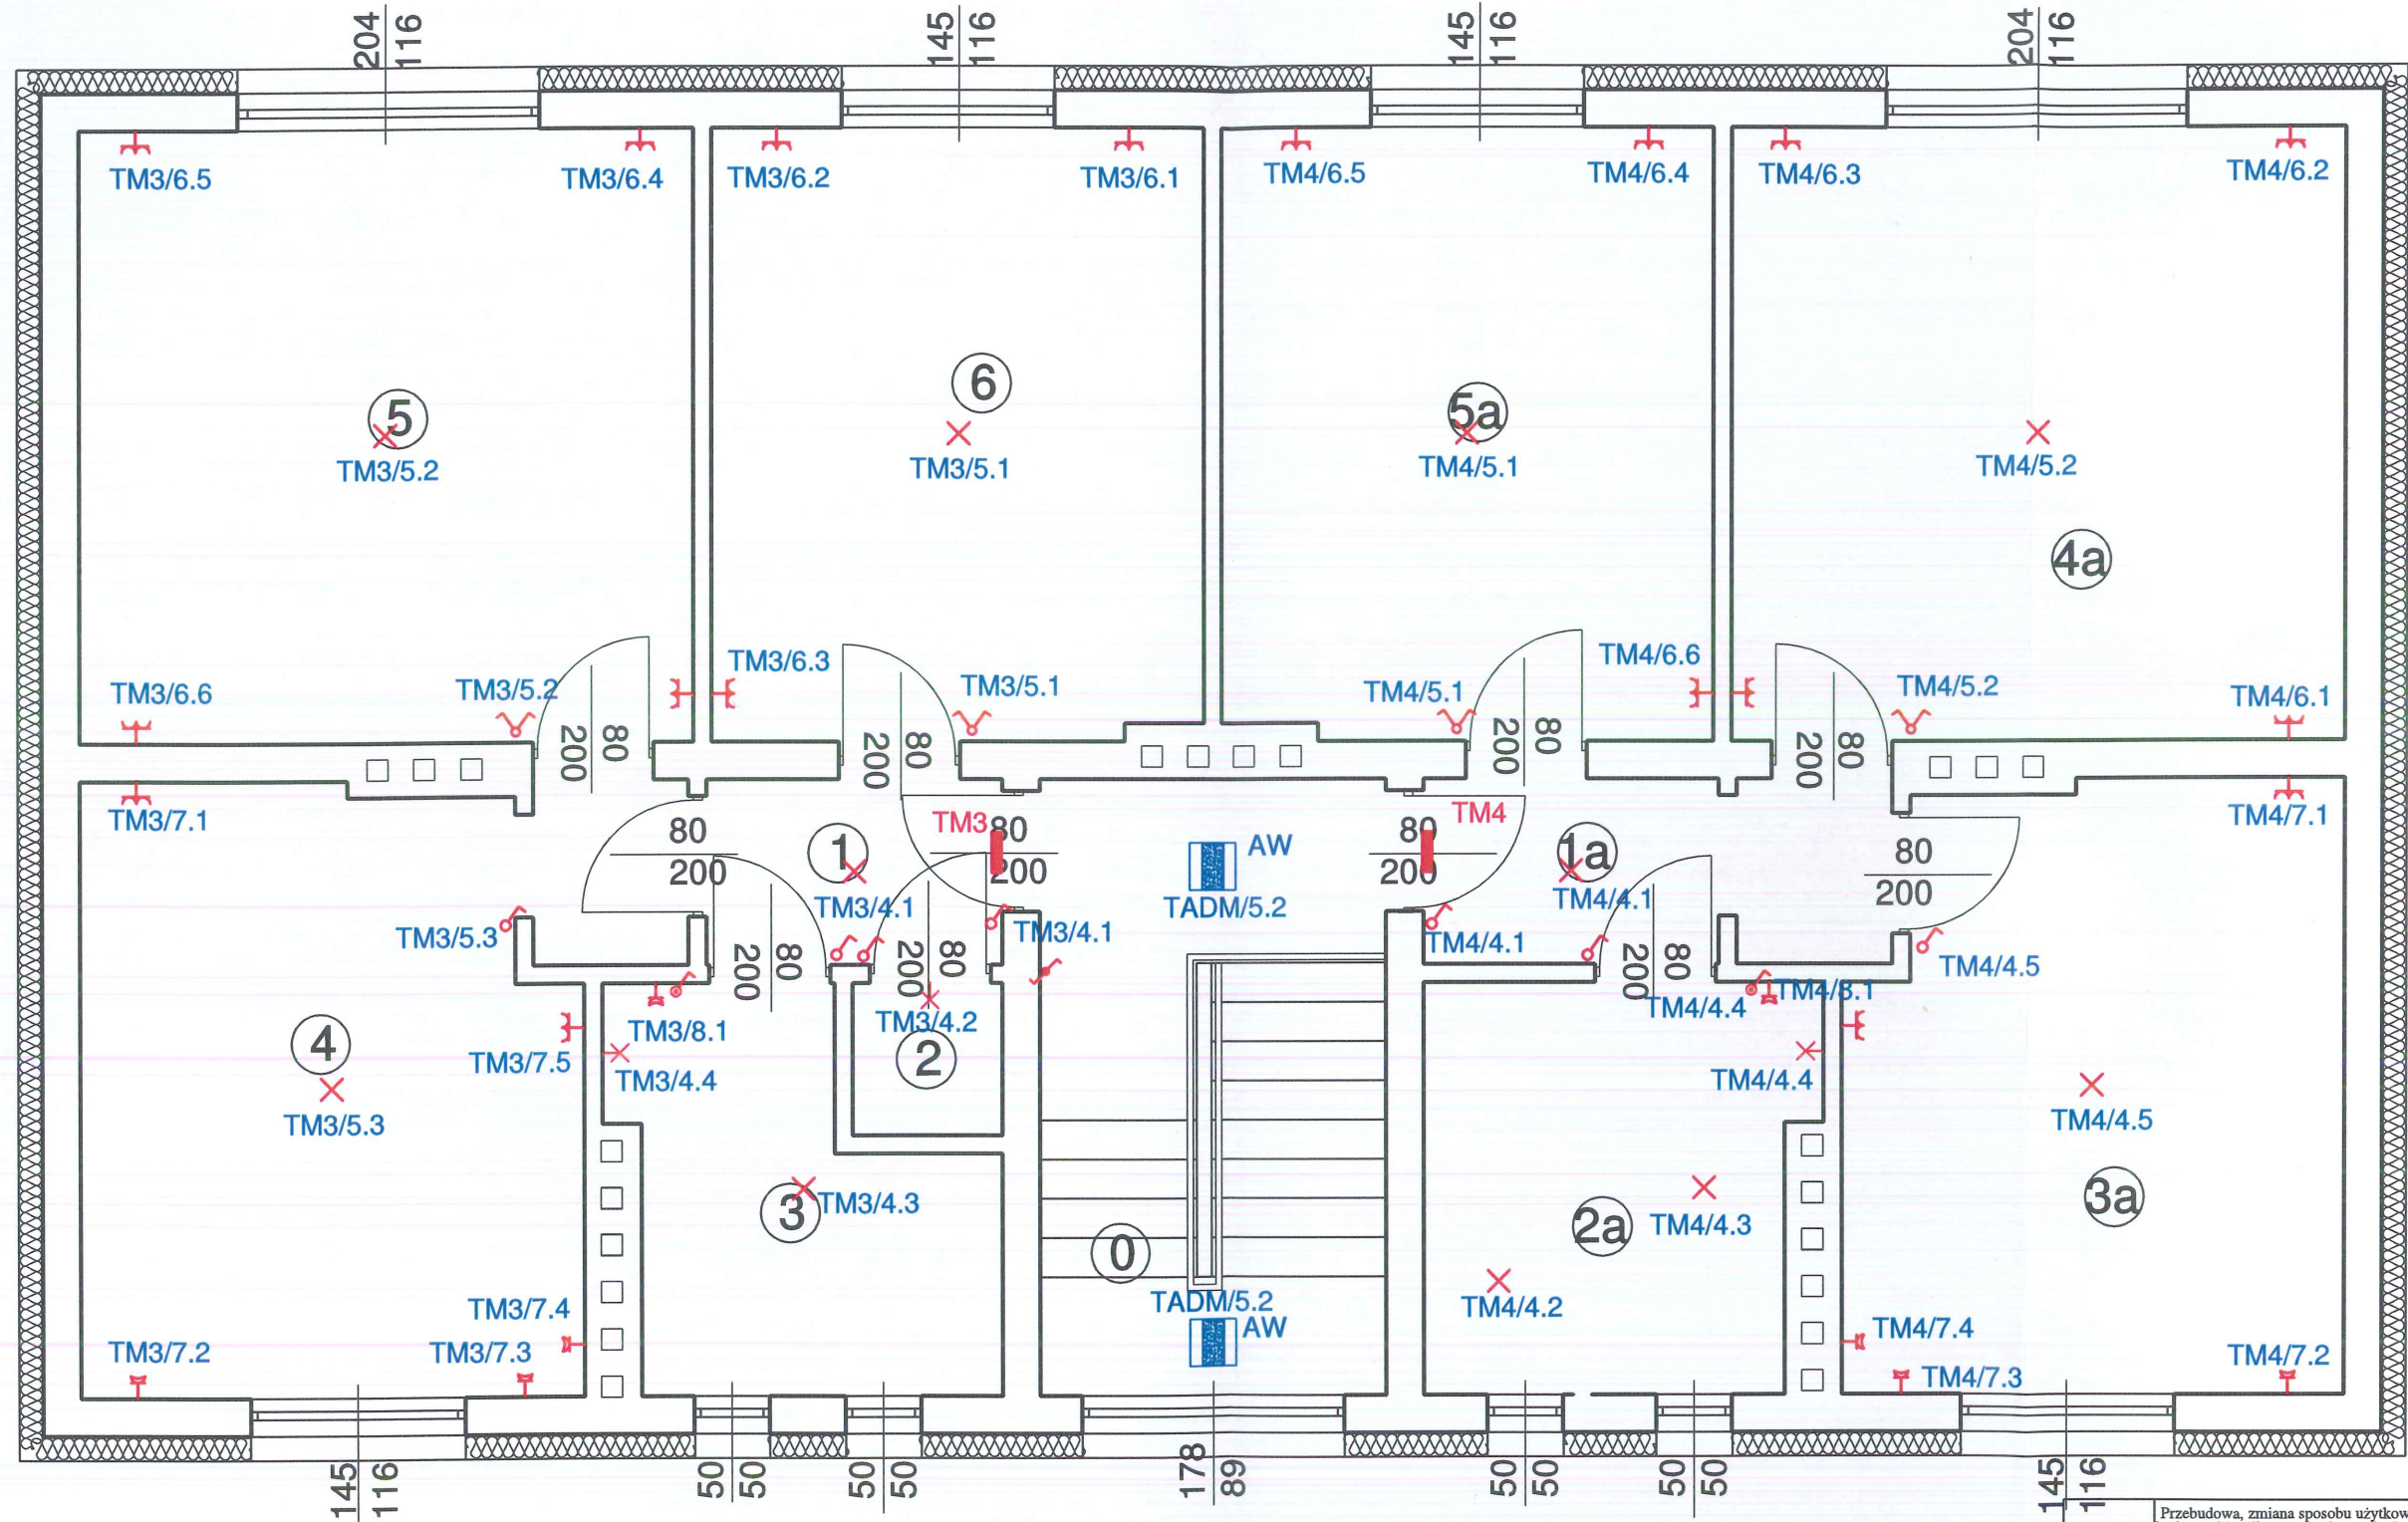 204
116
145
116
145
116
204
116
TM3/6.5
TM3/6.4
TM3/6.2
TM3/6.1
TM4/6.5
TM4/6.4
TM4/6.3
TM4/6.2
5
TM3/5.2
6
TM3/5.1
5a
TM4/5.1
TM4/5.2
4a
TM3/6.6
TM3/5.2
TM3/6.3
TM3/5.1
TM4/5.1
TM4/6.6
TM4/5.2
TM4/6.1
80
200
80
200
80
200
80
200
TM3/7.1
80
200
1
TM3/4.1
TM3
80
200
AW
TADM/5.2
TM4
80
200
1a
TM4/4.1
80
200
TM4/7.1
TM3/5.3
80
200
80
200
TM3/4.1
TM4/4.1
80
200
TM4/4.5
4
TM3/5.3
TM3/7.5
TM3/8.1
TM3/4.4
TM3/4.2
2
TM4/4.4
TM4/8.1
TM4/4.4
TM4/4.5
3a
3
TM3/4.3
0
2a
TM4/4.3
TM4/4.2
TM3/7.4
TM3/7.2
TM3/7.3
TADM/5.2
AW
TM4/7.4
TM4/7.3
TM4/7.2
145
116
50
50
50
50
178
89
50
50
50
50
145
116
Przebudowa, zmiana sposobu użytkow